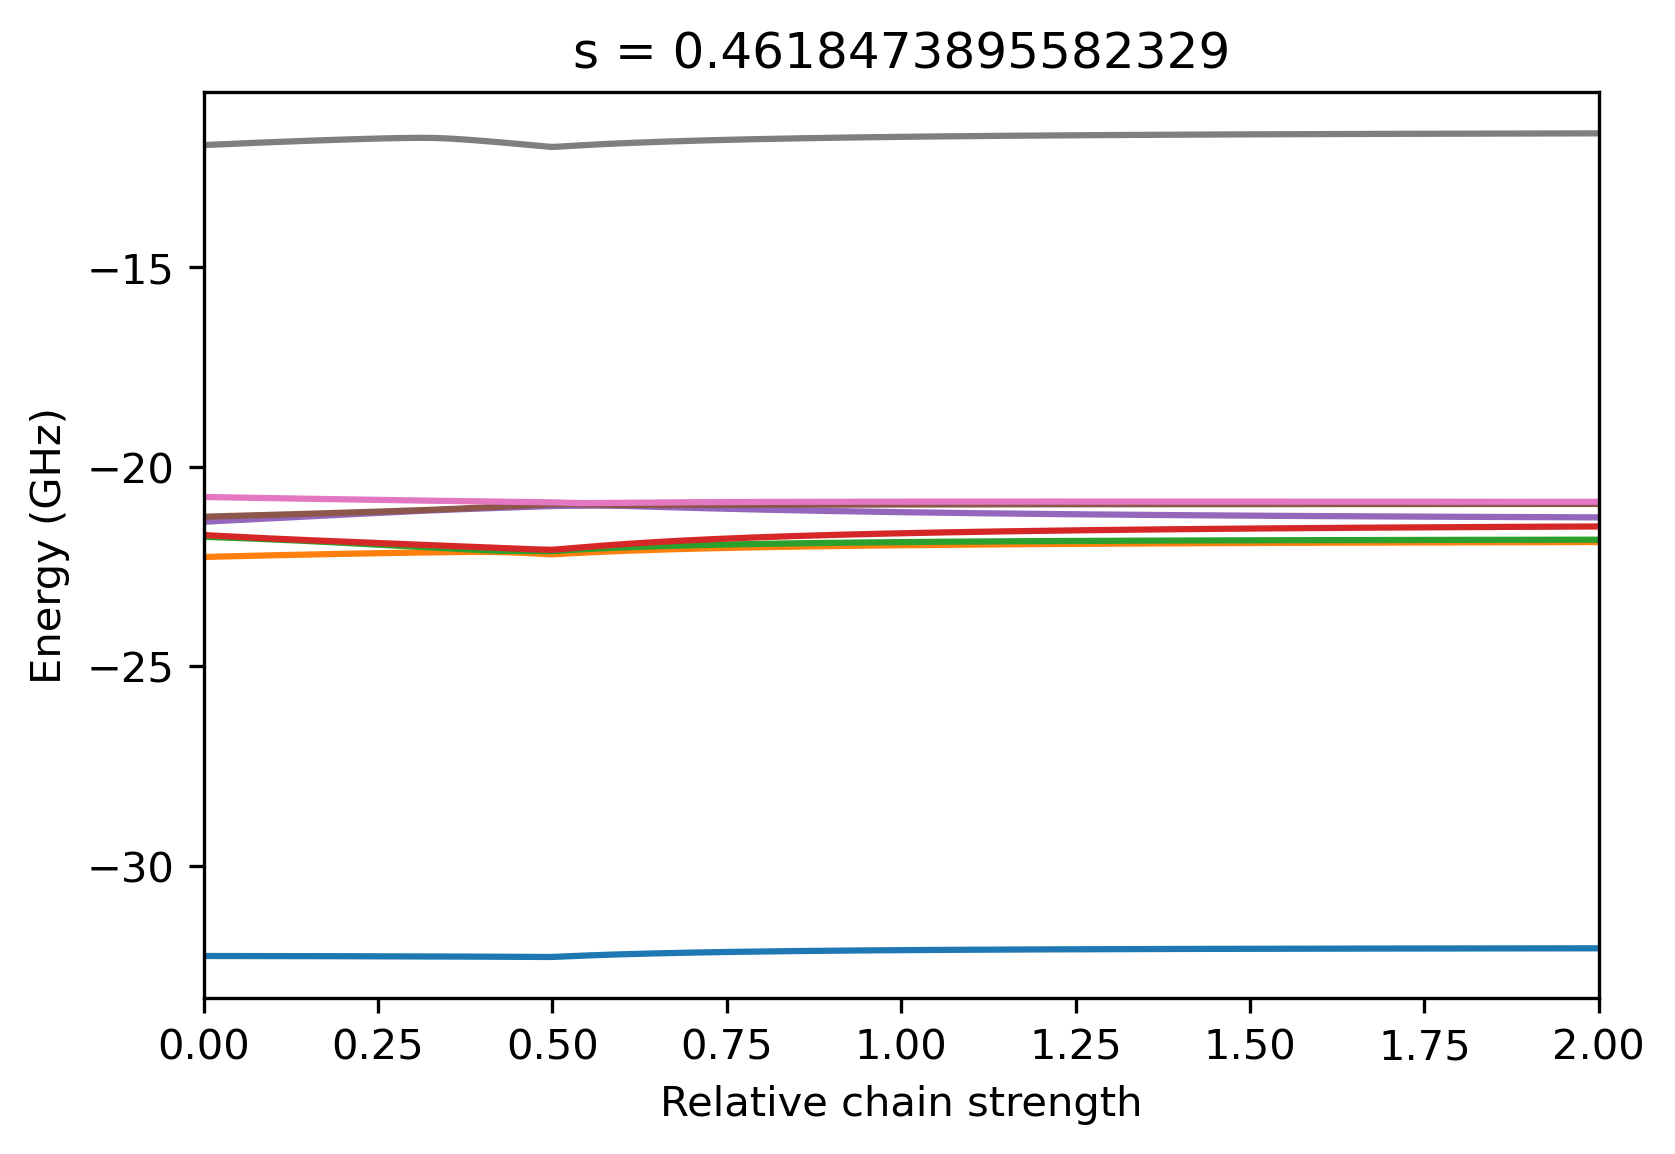 s = 0.4618473895582329
Energy (GHz)
−15
−20
−25
−30
0.00 0.25 0.50 0.75 1.00 1.25 1.50 1.75 2.00
Relative chain strength